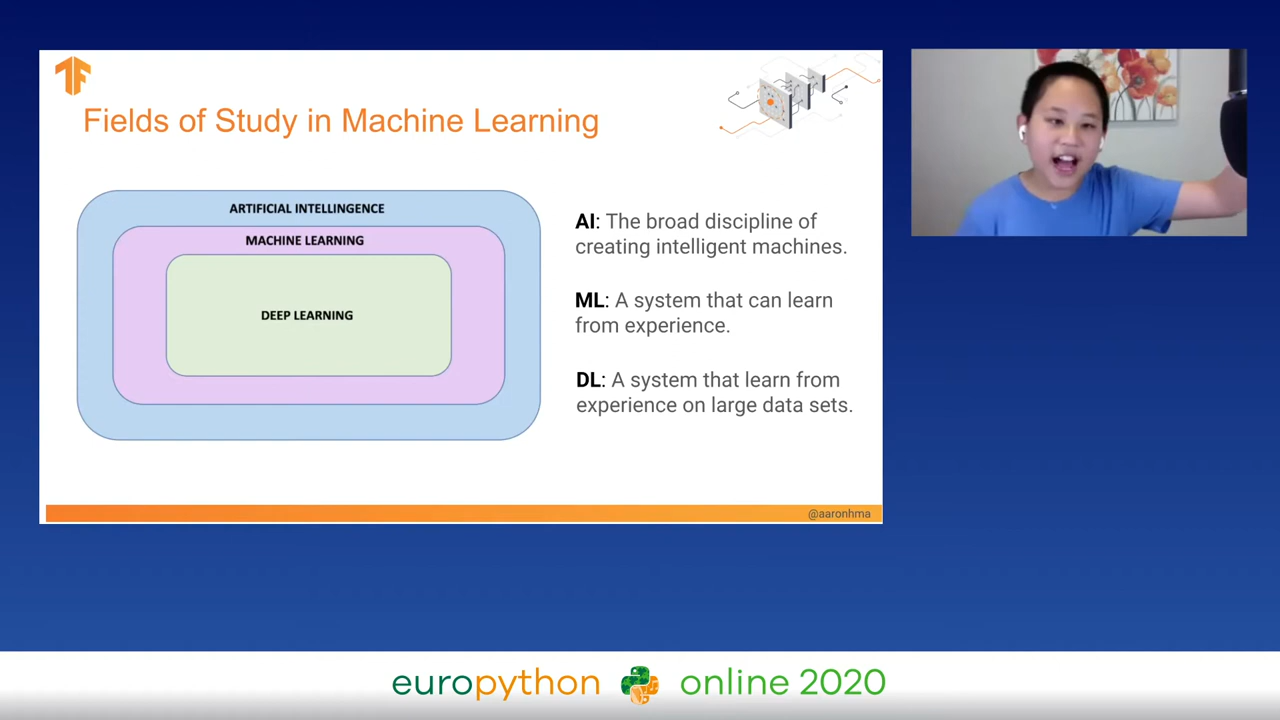 Fields of Study in Machine Learning
ARTIFICIAL INTELLINGENCE
MACHINE LEARNING
DEEP LEARNING
AI: The broad discipline of
creating intelligent machines.
ML: A system that can learn
from experience.
DL: A system that learn from
experience on large data sets.
@aaronhma
europython online 2020